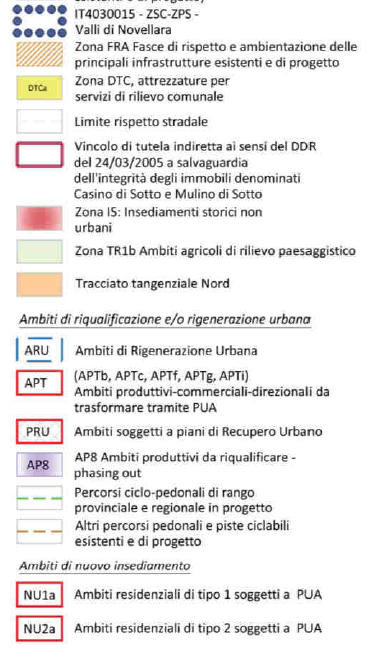 esistenti e di progetto)
IT4030015 - ZSC-ZPS -
Valli di Novellara
Zona FRA Fasce di rispetto e ambientazione delle
principali infrastrutture esistenti e di progetto
DTCa
Zona DTC, attrezzature per
servizi di rilievo comunale
Limite rispetto stradale
Vincolo di tutela indiretta ai sensi del DDR
del 24/03/2005 a salvaguardia
dell'integrità degli immobili denominati
Casino di Sotto e Mulino di Sotto
Zona IS: Insediamenti storici non
urbani
Zona TR1b Ambiti agricoli di rilievo paesaggistico
Tracciato tangenziale Nord
Ambiti di riqualificazione e/o rigenerazione urbana
ARU Ambiti di Rigenerazione Urbana
(APTb, APTc, APTf, APTg, APTi)
APT Ambiti produttivi-commerciali-direzionali da
trasformare tramite PUA
PRU Ambiti soggetti a piani di Recupero Urbano
AP8 AP8 Ambiti produttivi da riqualificare -
phasing out
Percorsi ciclo-pedonali di rango
provinciale e regionale in progetto
Altri percorsi pedonali e piste ciclabili
esistenti e di progetto
Ambiti di nuovo insediamento
NU1a Ambiti residenziali di tipo 1 soggetti a PUA
NU2a Ambiti residenziali di tipo 2 soggetti a PUA